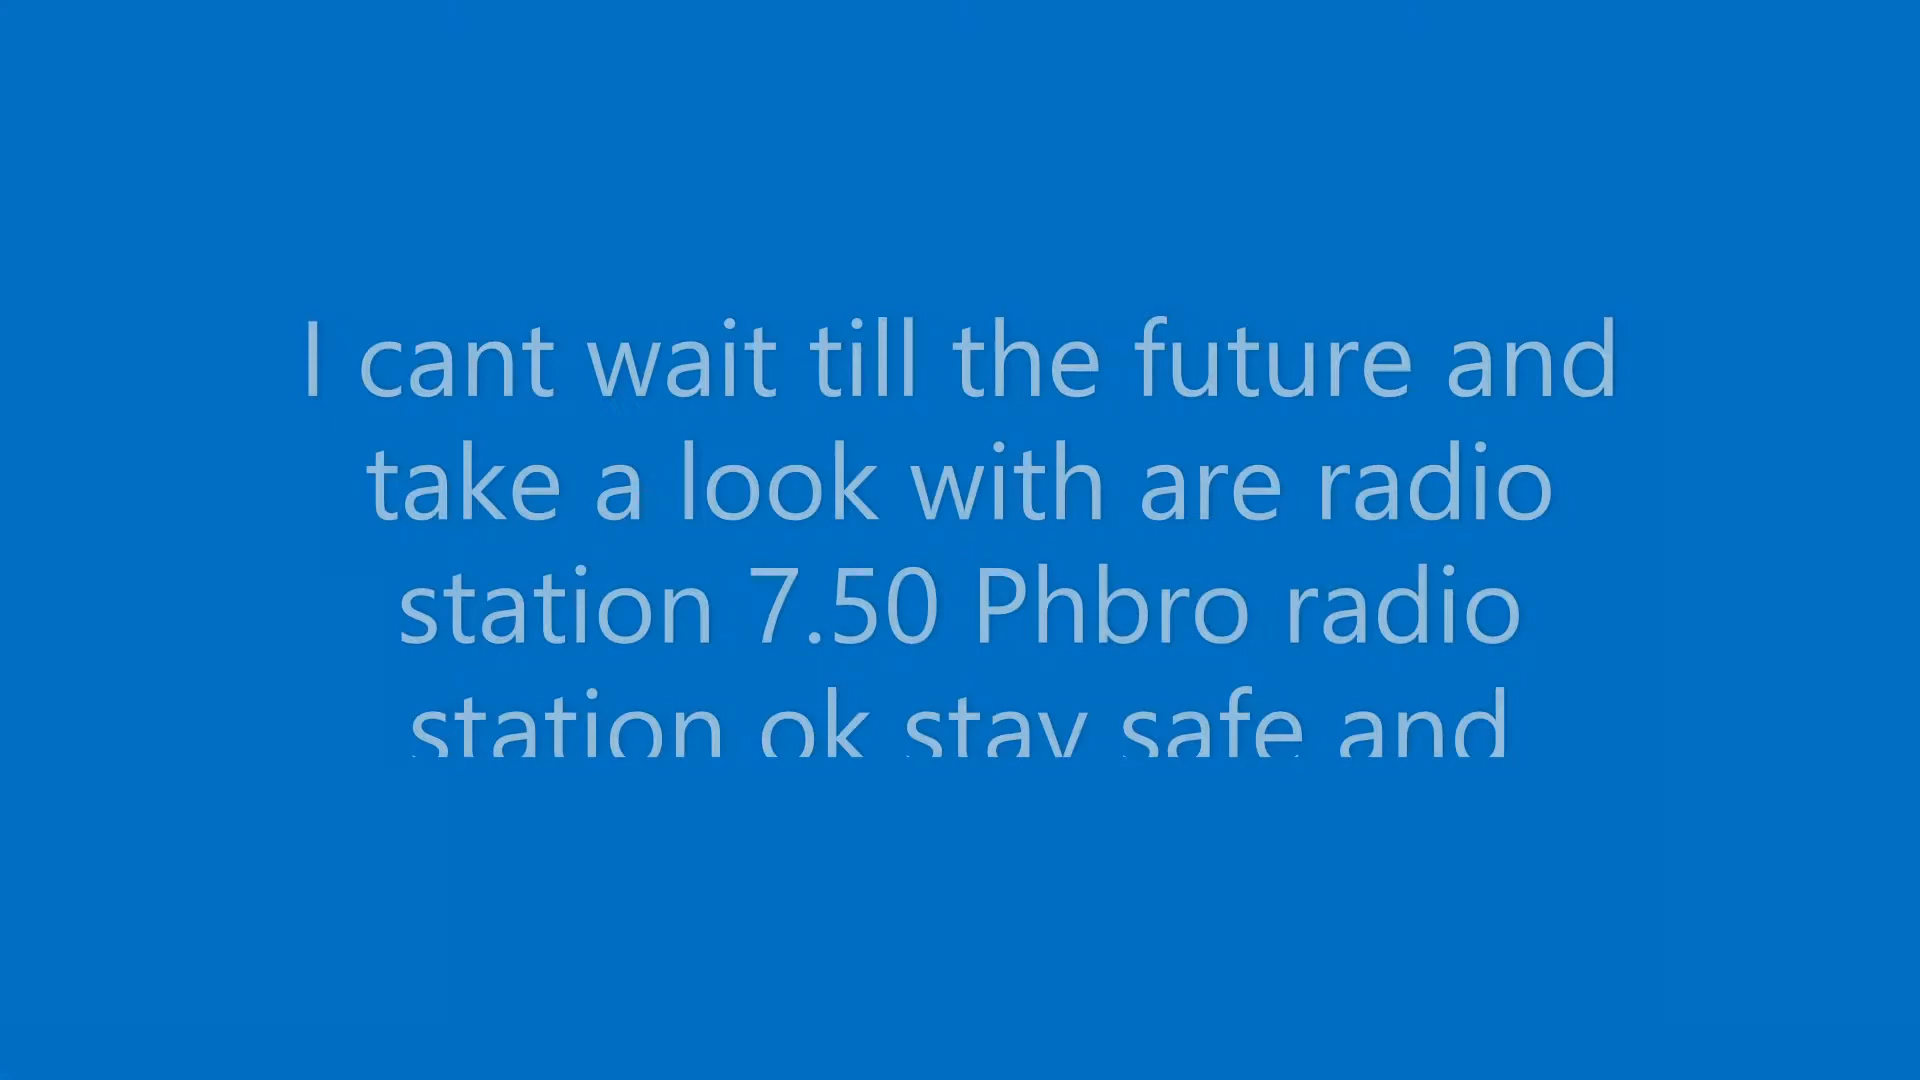 I cant wait till the future and
take a look with are radio
station 7.50 Phbro radio
station ok stay safe and